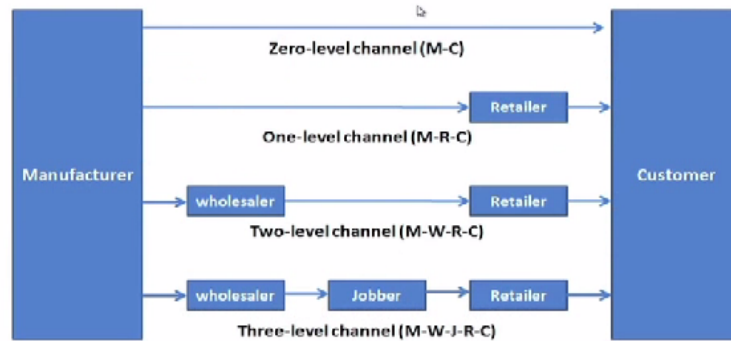 Zero-level channel (M-C)
Retailer
One-level channel (M-R-C)
Manufacturer
Customer
wholesaler
Retailer
Two-level channel (M-W-R-C)
wholesaler
Jobber
Retailer
Three-level channel (M-W-J-R-C)